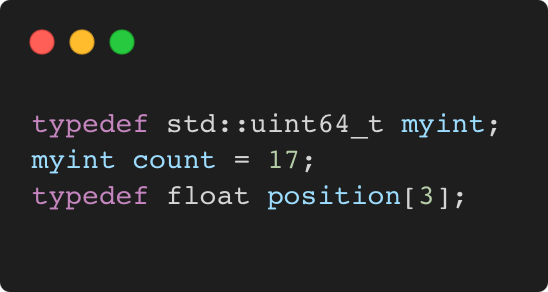 typedef std::uint64_t myint;
myint count = 17;
typedef float position[3];